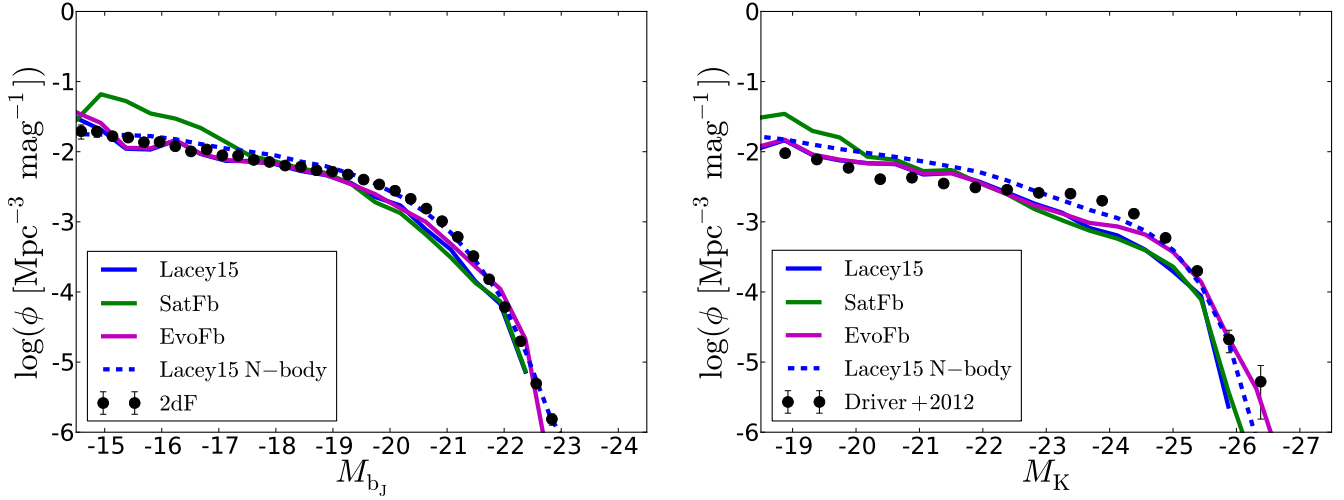 0
-1
-2
-3
-4
-5
-6
log(ϕ [Mpc⁻³ mag⁻¹])
Lacey15
SatFb
EvoFb
Lacey15 N−body
2dF
-15 -16 -17 -18 -19 -20 -21 -22 -23 -24
M_b_J
0
-1
-2
-3
-4
-5
-6
log(ϕ [Mpc⁻³ mag⁻¹])
Lacey15
SatFb
EvoFb
Lacey15 N−body
Driver+2012
-19 -20 -21 -22 -23 -24 -25 -26 -27
M_K